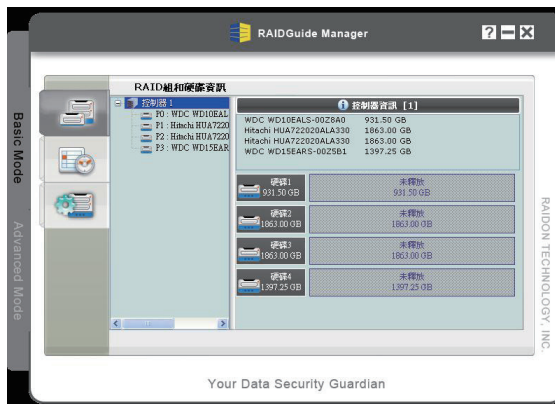 RAIDGuide Manager
Basic Mode
Advanced Mode
RAID組和硬碟資訊
控制器 1
P0 : WDC WD10EAL
P1 : Hitachi HUA7220
P2 : Hitachi HUA7220
P3 : WDC WD15EAR
控制器資訊 [1]
WDC WD10EALS-00Z8A0 931.50 GB
Hitachi HUA722020ALA330 1863.00 GB
Hitachi HUA722020ALA330 1863.00 GB
WDC WD15EARS-00Z5B1 1397.25 GB
硬碟1
931.50 GB
未釋放
931.50 GB
硬碟2
1863.00 GB
未釋放
1863.00 GB
硬碟3
1863.00 GB
未釋放
1863.00 GB
硬碟4
1397.25 GB
未釋放
1397.25 GB
RAIDON TECHNOLOGY, INC.
Your Data Security Guardian